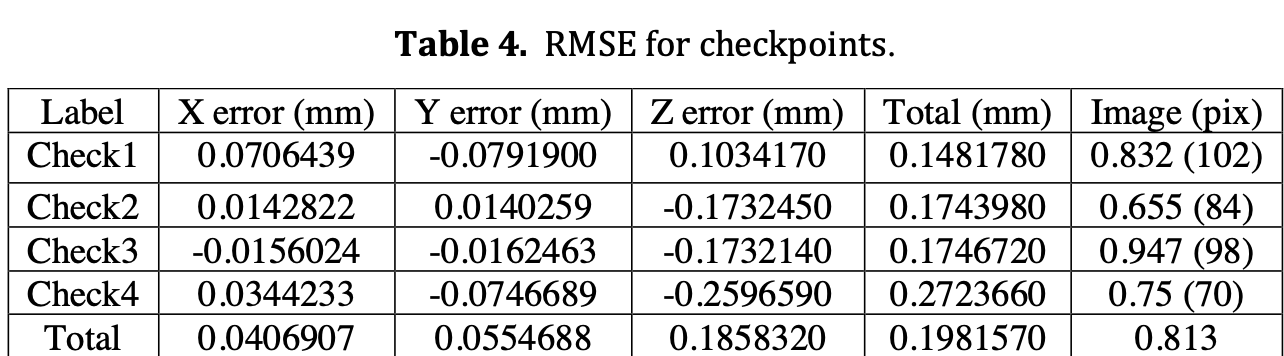 Table 4. RMSE for checkpoints.
Label X error (mm) Y error (mm) Z error (mm) Total (mm) Image (pix)
Check1 0.0706439 -0.0791900 0.1034170 0.1481780 0.832 (102)
Check2 0.0142822 0.0140259 -0.1732450 0.1743980 0.655 (84)
Check3 -0.0156024 -0.0162463 -0.1732140 0.1746720 0.947 (98)
Check4 0.0344233 -0.0746689 -0.2596590 0.2723660 0.75 (70)
Total 0.0406907 0.0554688 0.1858320 0.1981570 0.813